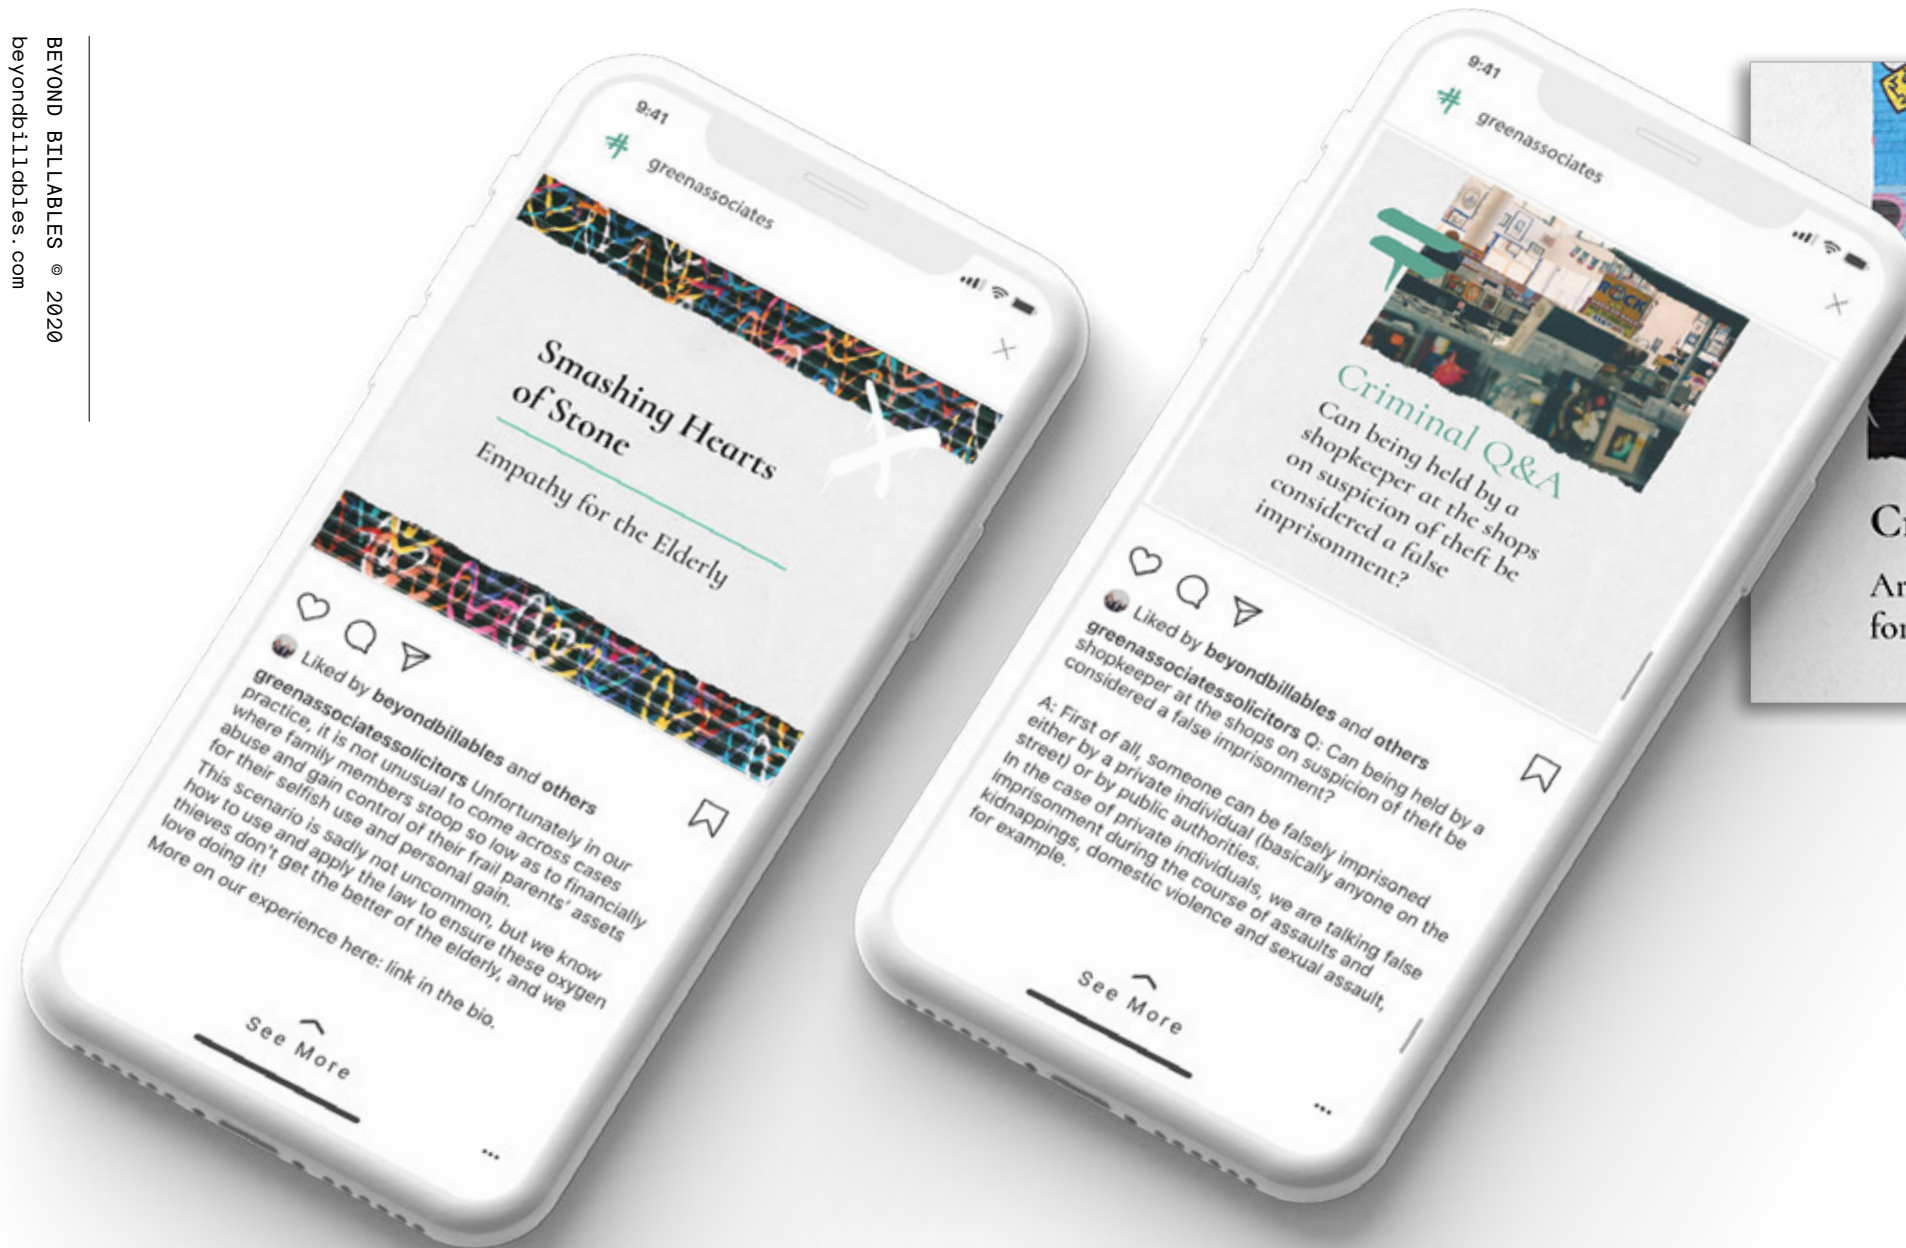 BEYOND BILLABLES © 2020
beyondbillables.com
9:41
#
greenassociates
Smashing Hearts
of Stone
Empathy for the Elderly
Liked by beyondbillables and others
greenassociatessolicitors Unfortunately in our
practice, it is not unusual to come across cases
where family members stoop so low as to financially
abuse and gain control of their frail parents' assets
for their selfish use and personal gain.
This scenario is sadly not uncommon, but we know
how to use and apply the law to ensure these oxygen
thieves don't get the better of the elderly, and we
love doing it!
More on our experience here: link in the bio.
See More
...
9:41
#
greenassociates
ROCK
Criminal Q&A
Can being held by a
shopkeeper at the shops
on suspicion of theft be
considered a false
imprisonment?
Liked by beyondbillables and others
greenassociatessolicitors Q: Can being held by a
shopkeeper at the shops on suspicion of theft be
considered a false imprisonment?
A: First of all, someone can be falsely imprisoned
either by a private individual (basically anyone on the
street) or by public authorities.
In the case of private individuals, we are talking false
imprisonment during the course of assaults and
kidnappings, domestic violence and sexual assault,
for example.
See More
...